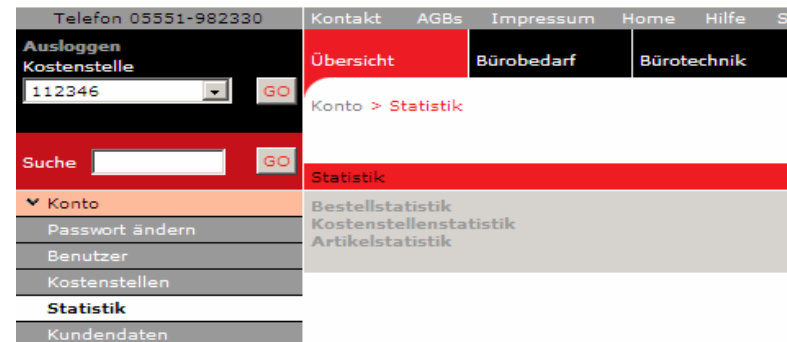 Telefon 05551-982330
Kontakt AGBs Impressum Home Hilfe S
Ausloggen
Kostenstelle
112346 GO
Übersicht Bürobedarf Bürotechnik
Konto > Statistik
Suche GO
Statistik
Konto
Passwort ändern
Benutzer
Kostenstellen
Statistik
Kundendaten
Bestellstatistik
Kostenstellenstatistik
Artikelstatistik